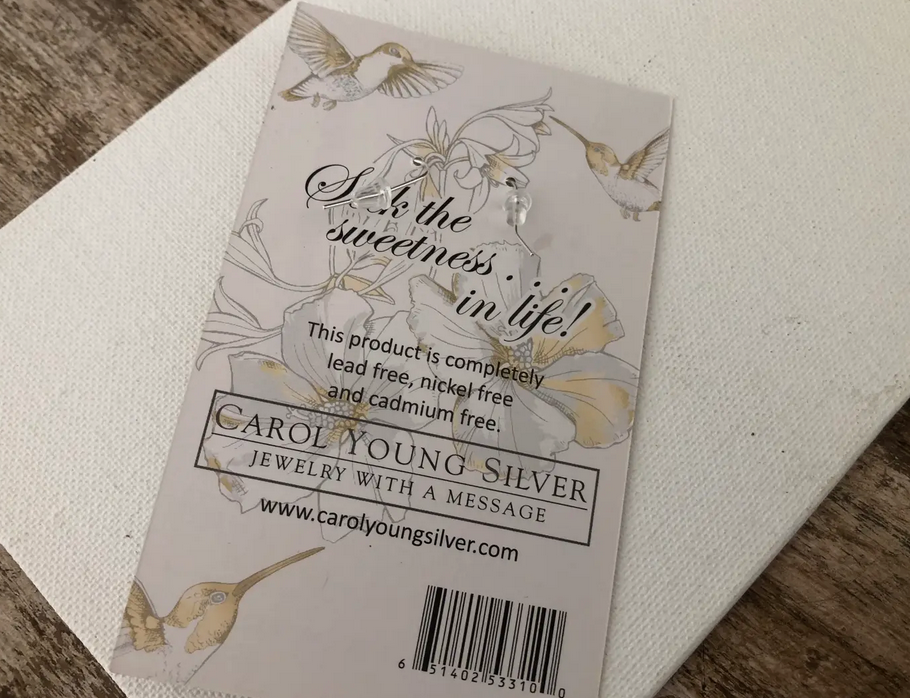 Seek the
sweetness . . .
in life!
This product is completely
lead free, nickel free
and cadmium free.
CAROL YOUNG SILVER
JEWELRY WITH A MESSAGE
www.carolyoungsilver.com
6 51402 53310 0